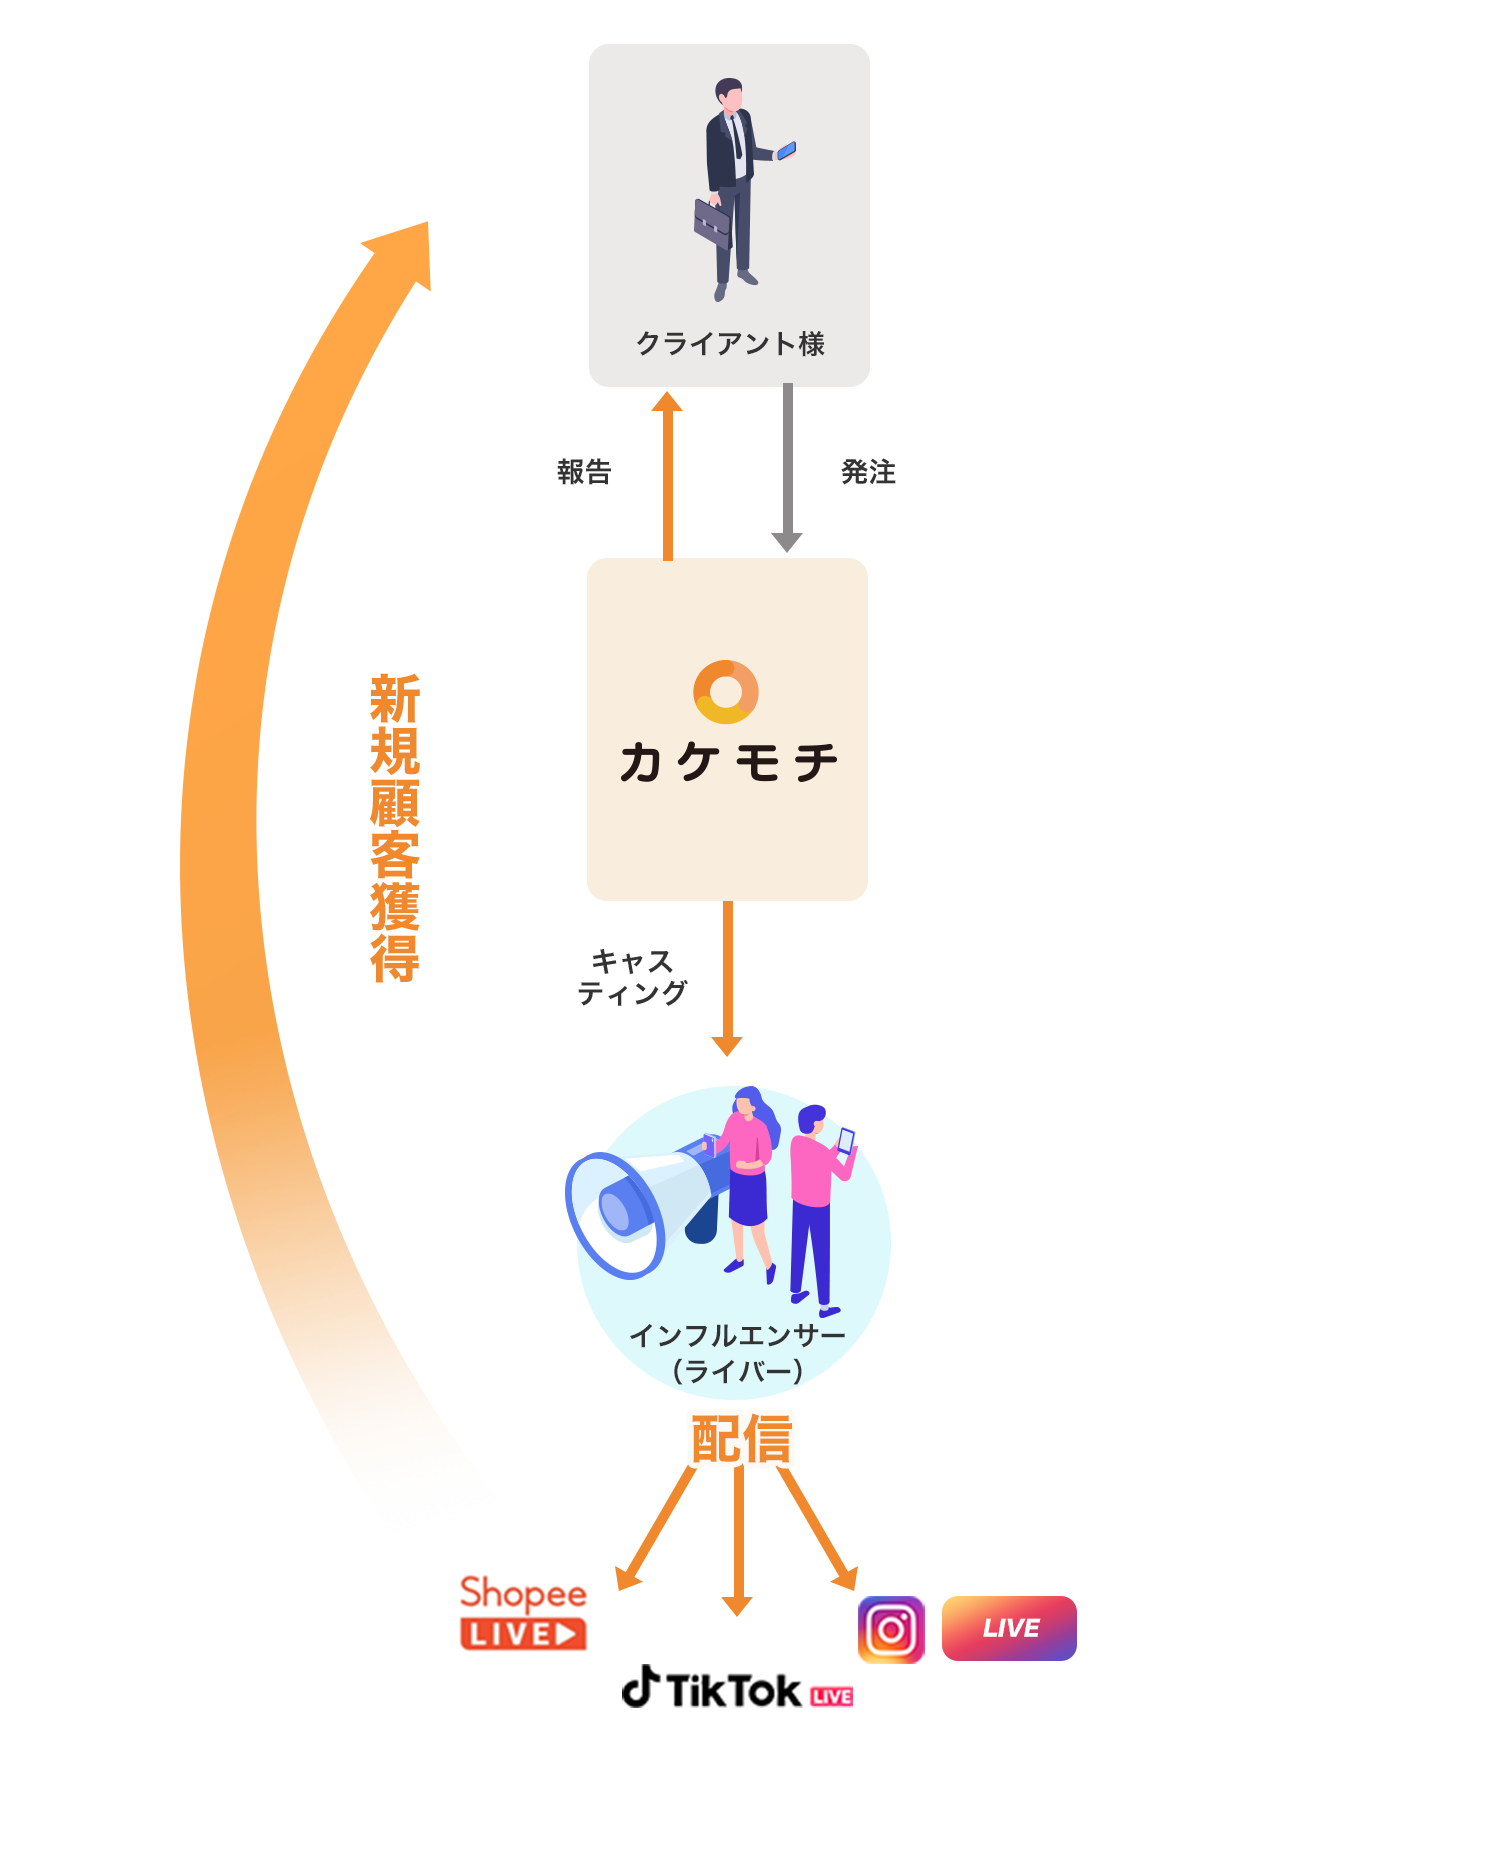 クライアント様
報告
発注
カケモチ
新規顧客獲得
キャス
ティング
インフルエンサー
（ライバー）
配信
Shopee
LIVE
LIVE
TikTok LIVE